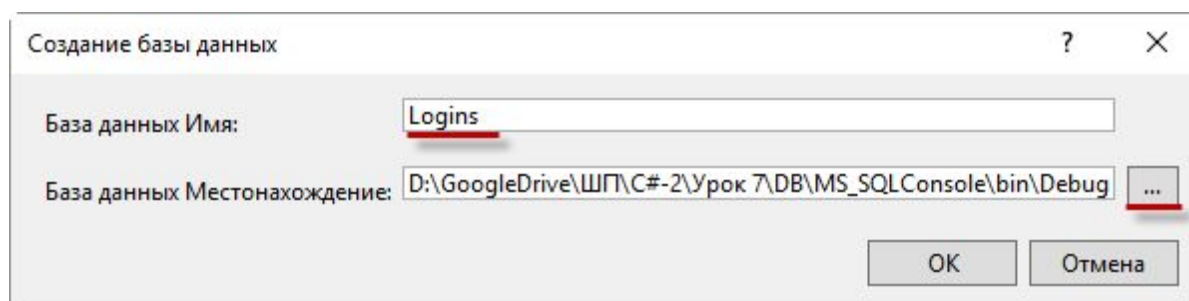 Создание базы данных ? ×
База данных Имя: Logins
База данных Местонахождение: D:\GoogleDrive\ШП\C#-2\Урок 7\DB\MS_SQLConsole\bin\Debug ...
ОК Отмена